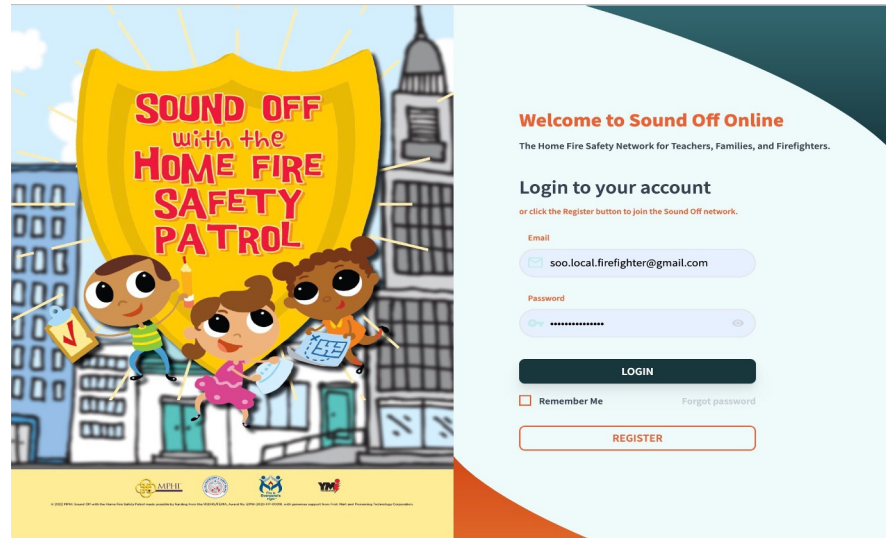 SOUND OFF
with the
HOME FIRE
SAFETY
PATROL
MPHI
YMI
Welcome to Sound Off Online
The Home Fire Safety Network for Teachers, Families, and Firefighters.
Login to your account
or click the Register button to join the Sound Off network.
Email
soo.local.firefighter@gmail.com
Password
•••••••••••••••
LOGIN
Remember Me
Forgot password
REGISTER